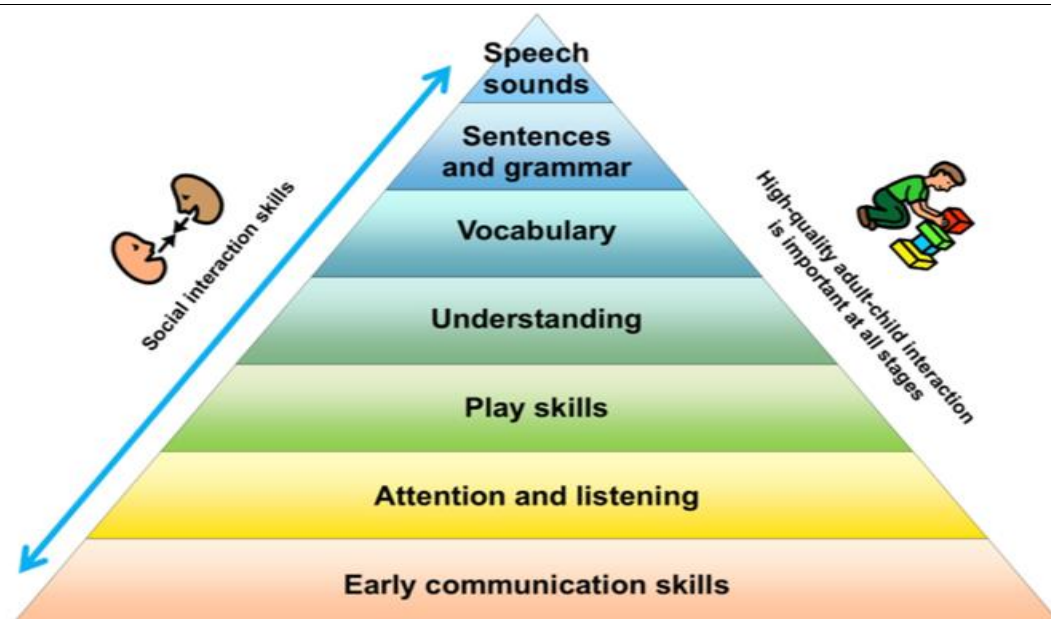 Speech
sounds
Sentences
and grammar
Vocabulary
Understanding
Play skills
Attention and listening
Early communication skills
Social interaction skills
High-quality adult-child interaction
is important at all stages